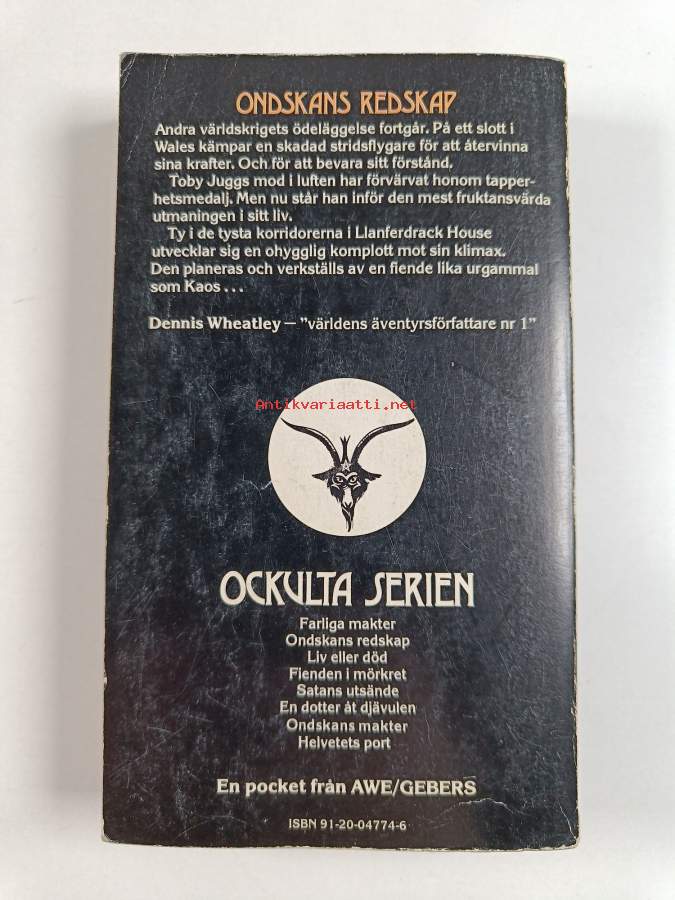 ONDSKANS REDSKAP
Andra världskrigets ödeläggelse fortgår. På ett slott i
Wales kämpar en skadad stridsflygare för att återvinna
sina krafter. Och för att bevara sitt förstånd.
Toby Juggs mod i luften har förvärvat honom tapper-
hetsmedalj. Men nu står han inför den mest fruktansvärda
utmaningen i sitt liv.
Ty i de tysta korridorerna i Llanferdrack House
utvecklar sig en ohygglig komplott mot sin klimax.
Den planeras och verkställs av en fiende lika urgammal
som Kaos . . .
Dennis Wheatley — ”världens äventyrsförfattare nr 1”
Antikvariaatti.net
OCKULTA SERIEN
Farliga makter
Ondskans redskap
Liv eller död
Fienden i mörkret
Satans utsände
En dotter åt djävulen
Ondskans makter
Helvetets port
En pocket från AWE/GEBERS
ISBN 91-20-04774-6